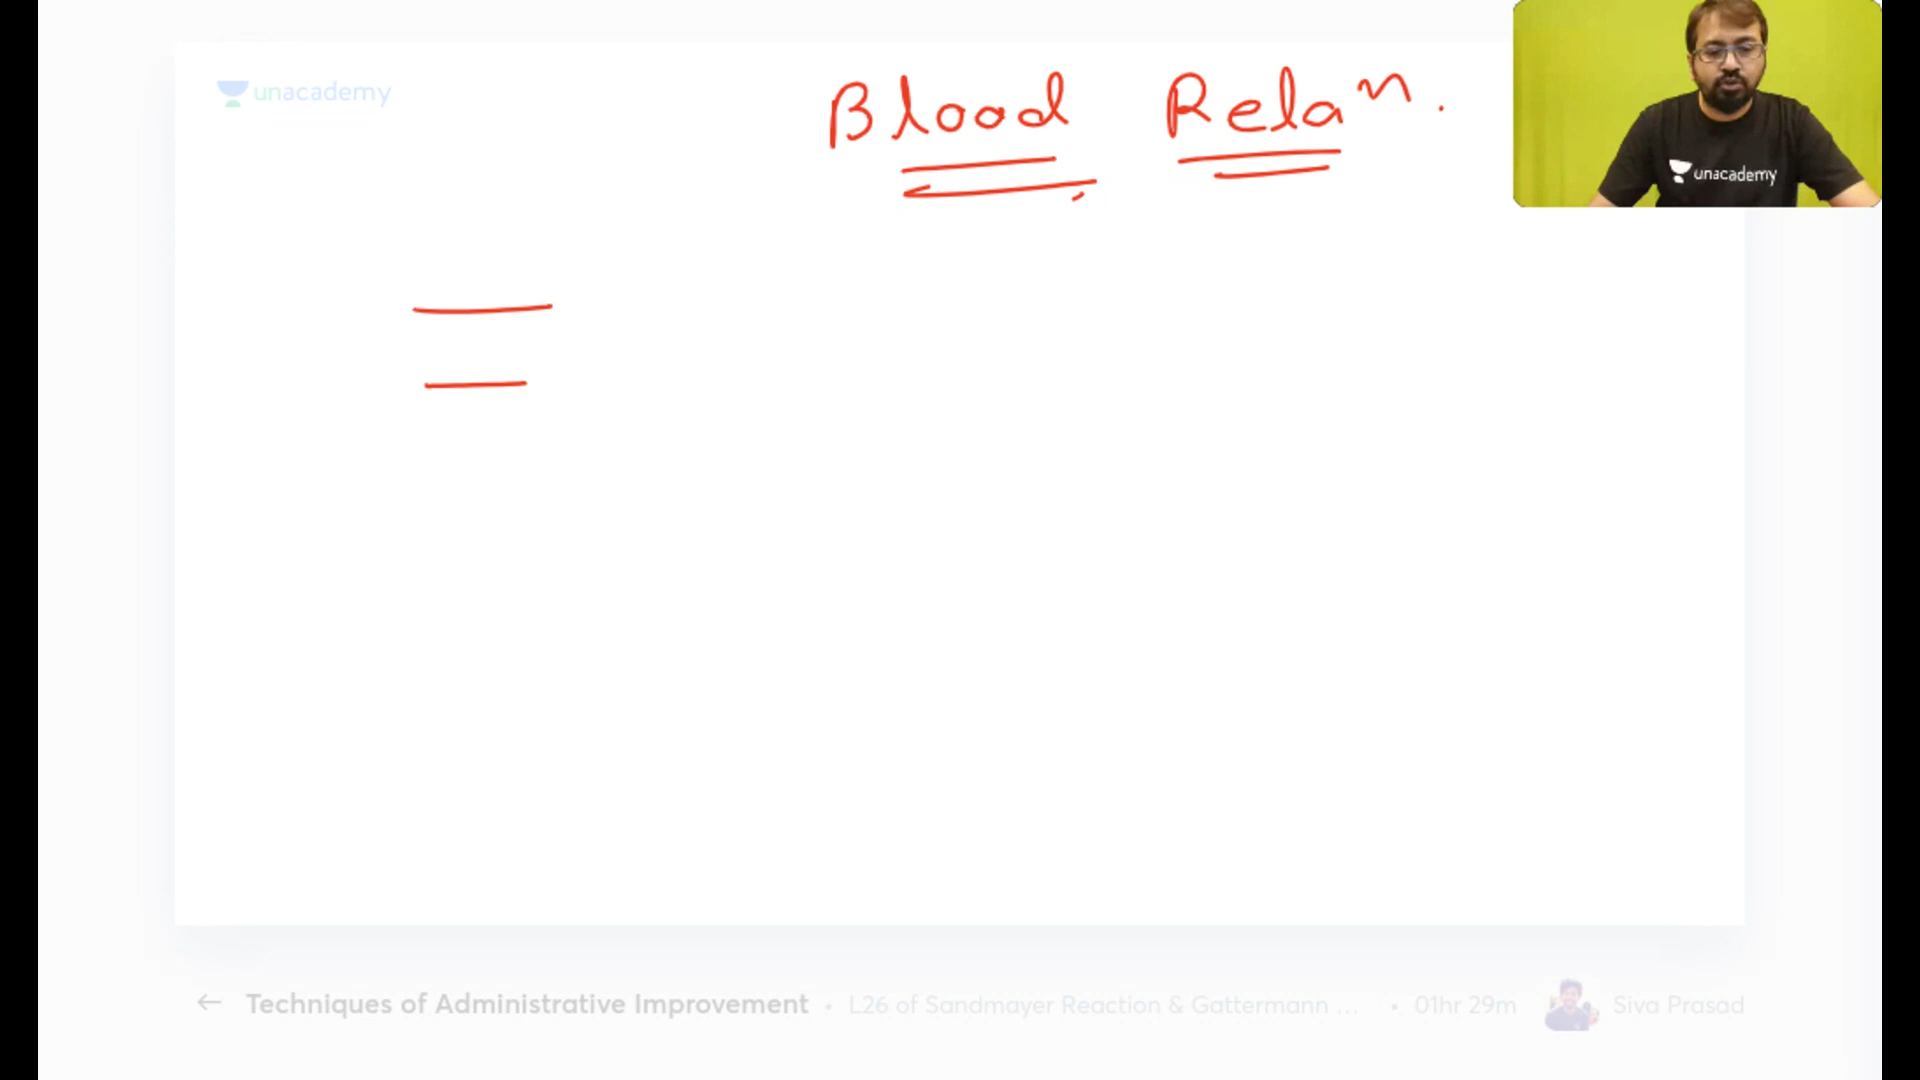 unacademy
Blood Relaⁿ.
unacademy
← Techniques of Administrative Improvement • L26 of Sandmayer Reaction & Gattermann ... • 01hr 29m Siva Prasad